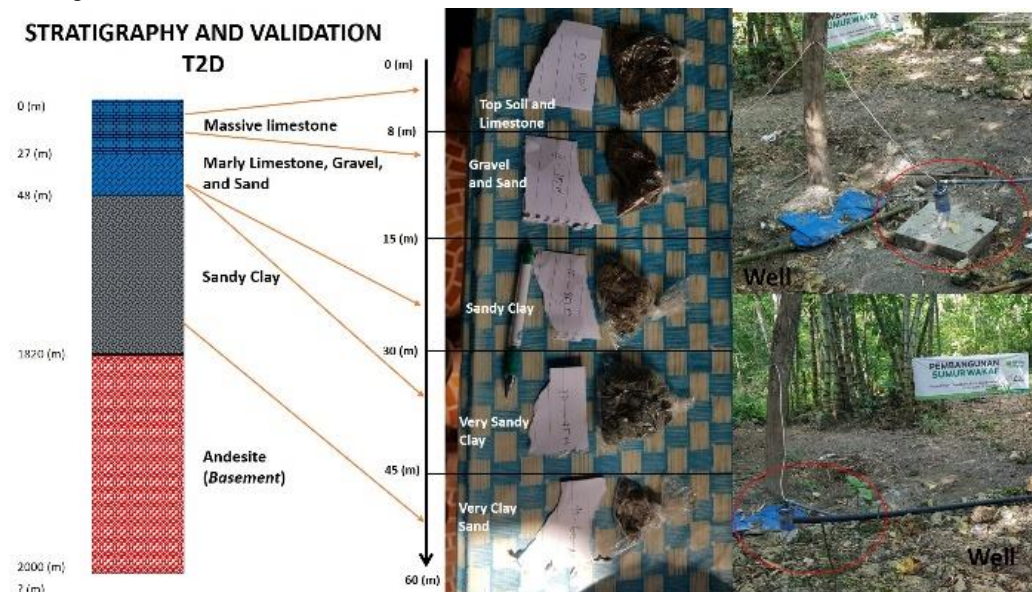 STRATIGRAPHY AND VALIDATION
T2D
0 (m)
27 (m)
48 (m)
1820 (m)
2000 (m)
? (m)
Massive limestone
Marly Limestone, Gravel,
and Sand
Sandy Clay
Andesite
(Basement)
0 (m)
8 (m)
15 (m)
30 (m)
45 (m)
60 (m)
Top Soil and
Limestone
Gravel
and Sand
Sandy Clay
Very Sandy
Clay
Very Clay
Sand
Well
PEMBANGUNAN
SUMUR WAKAF
Well